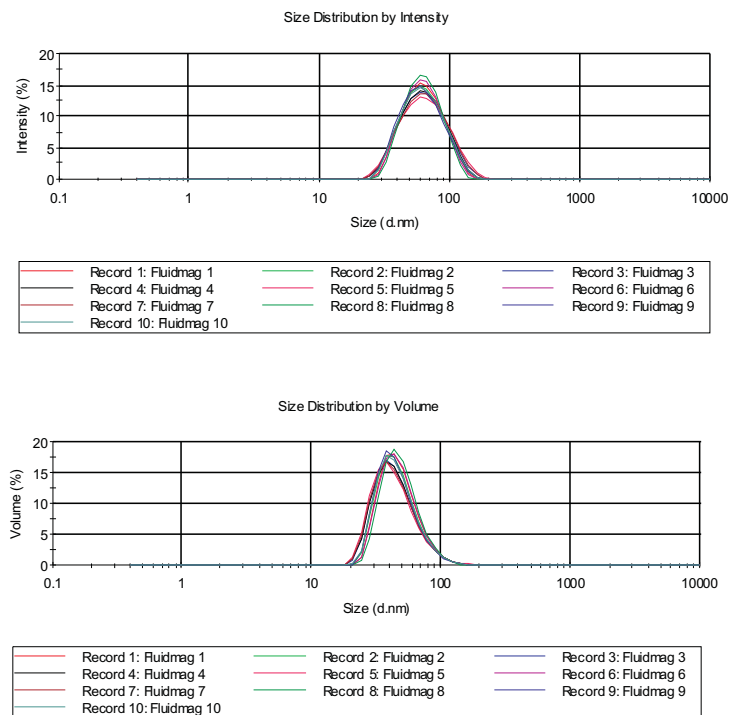 Size Distribution by Intensity
20
15
10
5
0
Intensity (%)
0.1 1 10 100 1000 10000
Size (d.nm)
Record 1: Fluidmag 1 Record 2: Fluidmag 2 Record 3: Fluidmag 3
Record 4: Fluidmag 4 Record 5: Fluidmag 5 Record 6: Fluidmag 6
Record 7: Fluidmag 7 Record 8: Fluidmag 8 Record 9: Fluidmag 9
Record 10: Fluidmag 10
Size Distribution by Volume
20
15
10
5
0
Volume (%)
0.1 1 10 100 1000 10000
Size (d.nm)
Record 1: Fluidmag 1 Record 2: Fluidmag 2 Record 3: Fluidmag 3
Record 4: Fluidmag 4 Record 5: Fluidmag 5 Record 6: Fluidmag 6
Record 7: Fluidmag 7 Record 8: Fluidmag 8 Record 9: Fluidmag 9
Record 10: Fluidmag 10